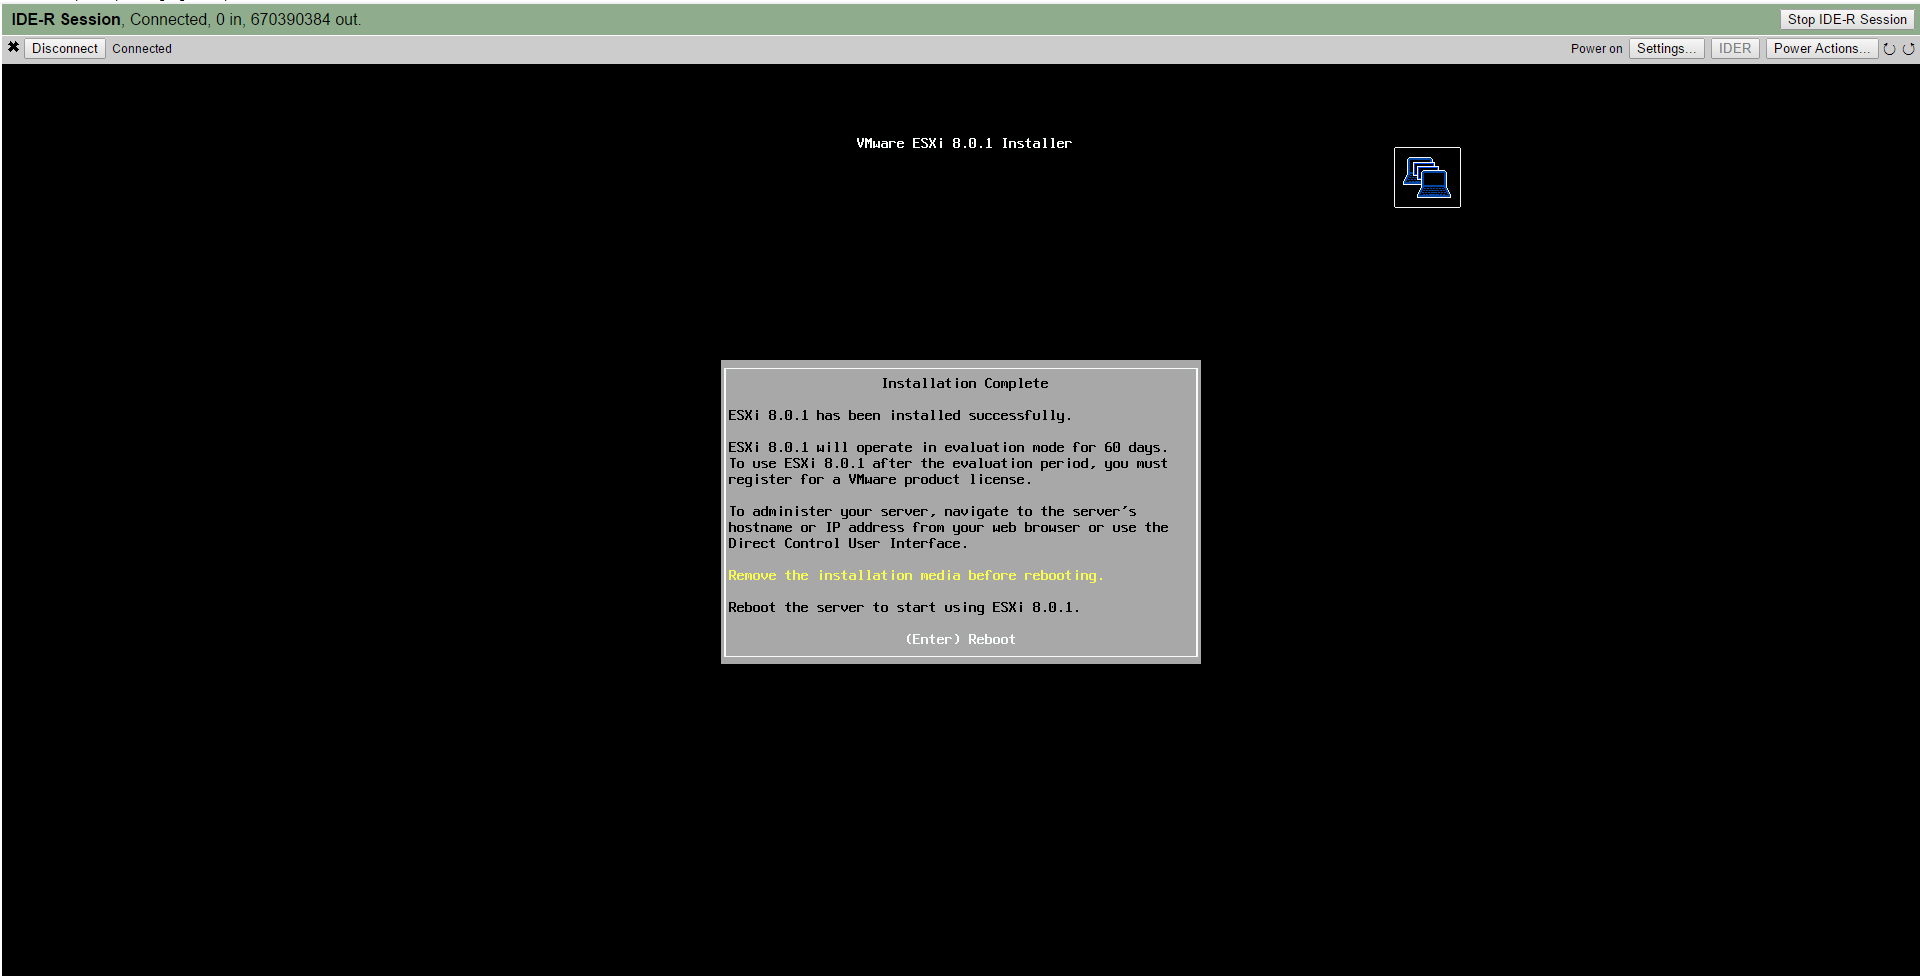 IDE-R Session, Connected, 0 in, 670390384 out.
Stop IDE-R Session
Disconnect Connected
Power on Settings... IDER Power Actions...
VMware ESXi 8.0.1 Installer
Installation Complete
ESXi 8.0.1 has been installed successfully.
ESXi 8.0.1 will operate in evaluation mode for 60 days.
To use ESXi 8.0.1 after the evaluation period, you must
register for a VMware product license.
To administer your server, navigate to the server's
hostname or IP address from your web browser or use the
Direct Control User Interface.
Remove the installation media before rebooting.
Reboot the server to start using ESXi 8.0.1.
(Enter) Reboot